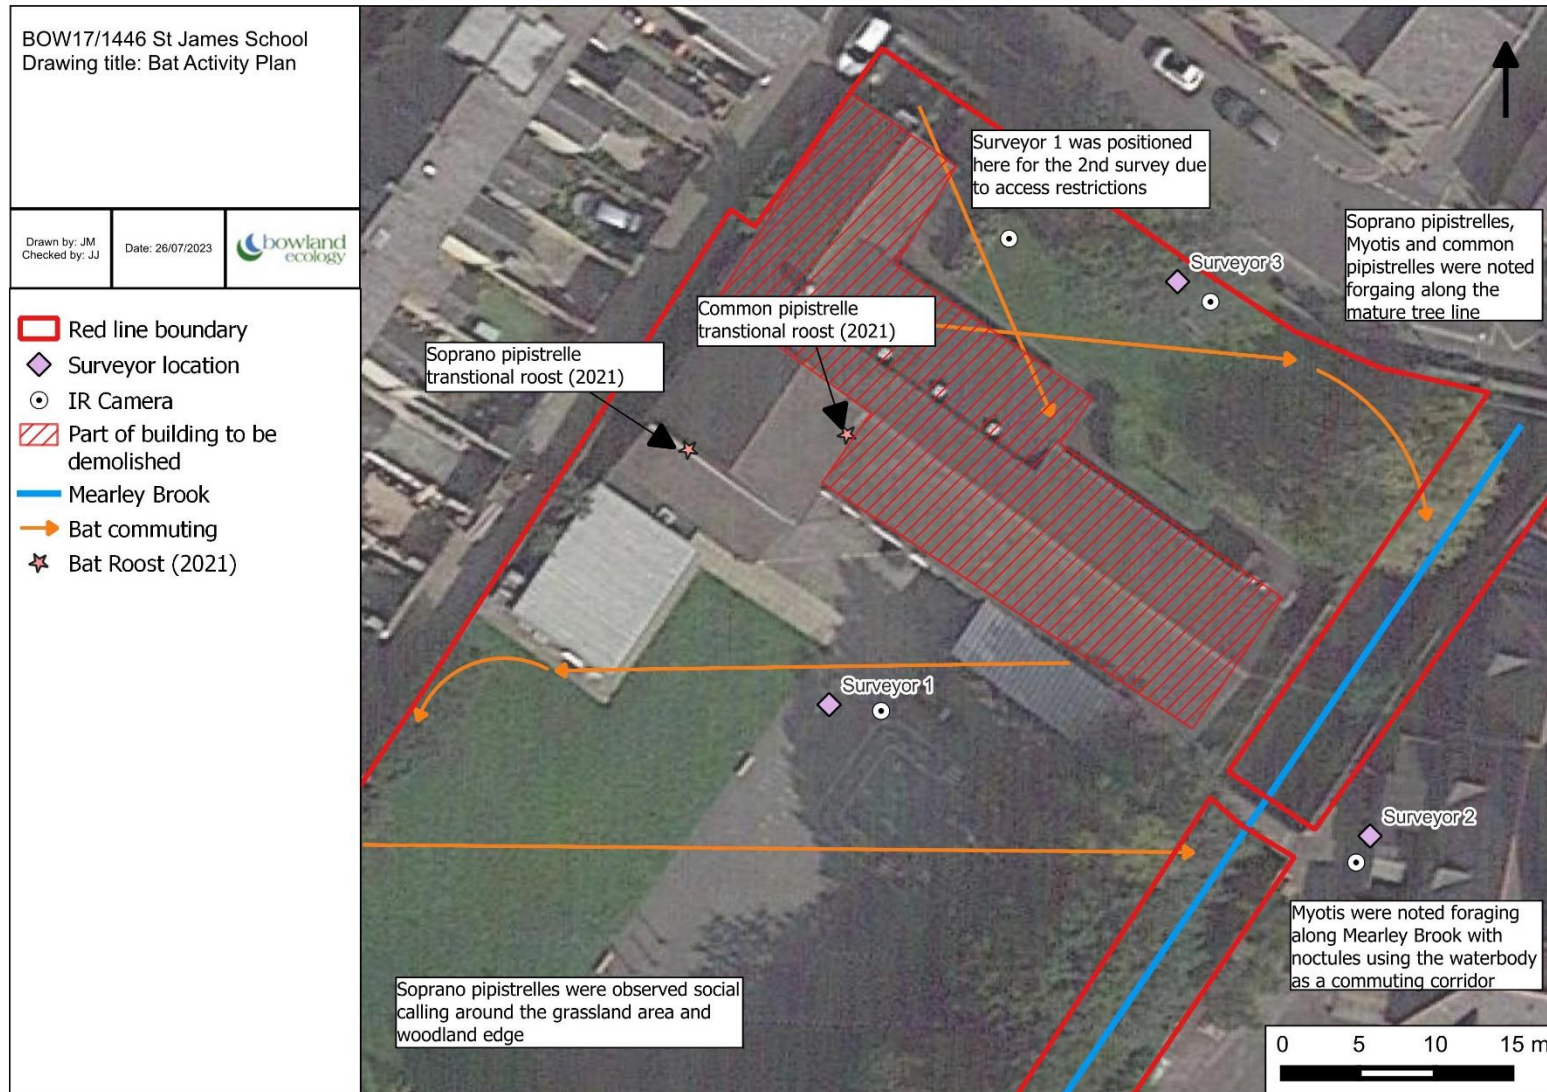 BOW17/1446 St James School
Drawing title: Bat Activity Plan
Drawn by: JM
Checked by: JJ
Date: 26/07/2023
bowland
ecology
Red line boundary
Surveyor location
IR Camera
Part of building to be
demolished
Mearley Brook
Bat commuting
Bat Roost (2021)
Surveyor 1 was positioned
here for the 2nd survey due
to access restrictions
Soprano pipistrelles,
Myotis and common
pipistrelles were noted
forgaing along the
mature tree line
Surveyor 3
Common pipistrelle
transtional roost (2021)
Soprano pipistrelle
transtional roost (2021)
Surveyor 1
Surveyor 2
Myotis were noted foraging
along Mearley Brook with
noctules using the waterbody
as a commuting corridor
Soprano pipistrelles were observed social
calling around the grassland area and
woodland edge
0 5 10 15 m